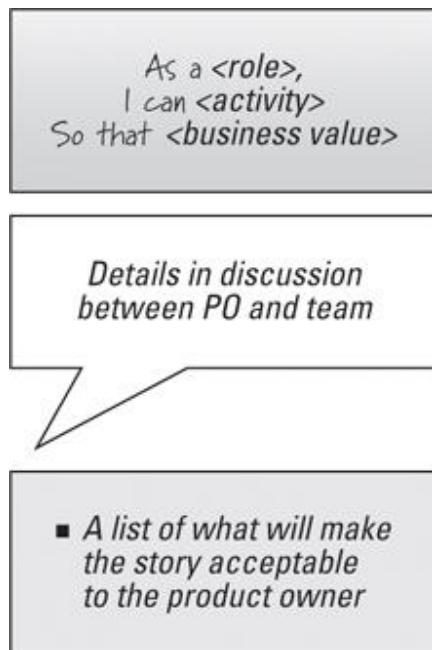 As a <role>,
I can <activity>
So that <business value>
Details in discussion
between PO and team
■ A list of what will make
the story acceptable
to the product owner